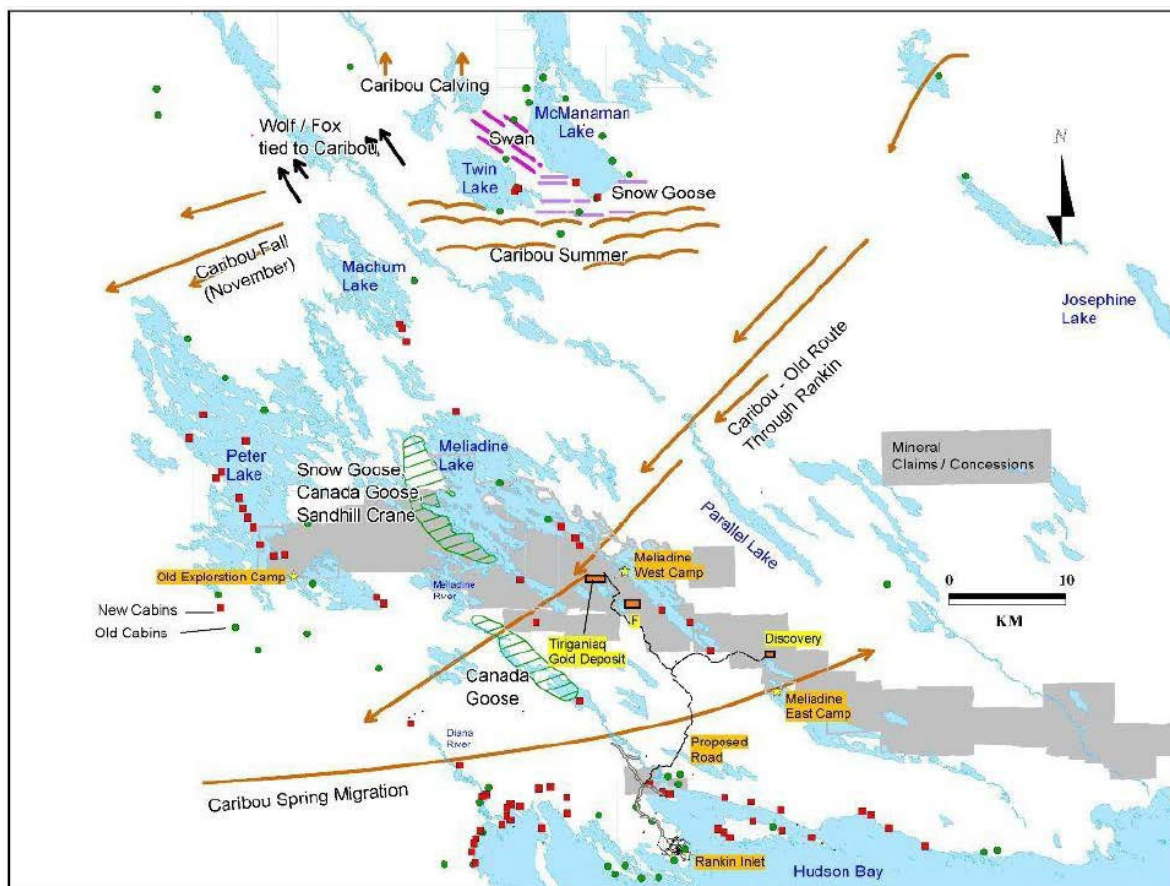 Caribou Calving
McManaman
Lake
Wolf / Fox
tied to Caribou
Swan
Twin
Lake
Snow Goose
N
Caribou Summer
Caribou Fall
(November)
Machum
Lake
Josephine
Lake
Caribou - Old Route
Through Rankin
Mineral
Claims / Concessions
Peter
Lake
Snow Goose,
Canada Goose,
Sandhill Crane
Meliadine
Lake
Parallel Lake
Old Exploration Camp
Meliadine
West Camp
0 10
KM
New Cabins
Old Cabins
Meliadine
River
F
Tiriganiaq
Gold Deposit
Discovery
Canada
Goose
Meliadine
East Camp
Diana
River
Proposed
Road
Caribou Spring Migration
Rankin Inlet
Hudson Bay